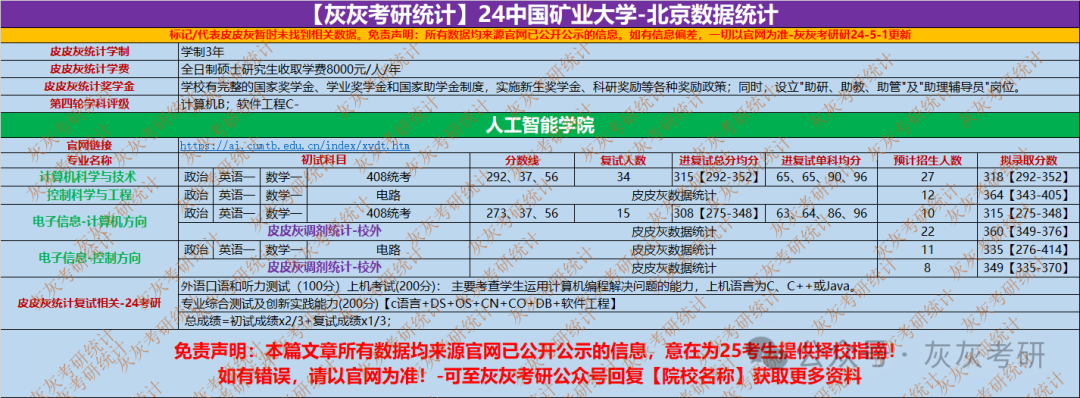 【灰灰考研统计】24中国矿业大学-北京数据统计
标记/代表皮皮灰暂时未找到相关数据。免责声明：所有数据均来源官网已公开公示的信息。如有信息偏差，一切以官网为准-灰灰考研研24-5-1更新
皮皮灰统计学制 学制3年
皮皮灰统计学费 全日制硕士研究生收取学费8000元/人/年
皮皮灰统计奖学金 学校有完整的国家奖学金、学业奖学金和国家助学金制度，实施新生奖学金、科研奖励等各种奖励政策；同时，设立"助研、助教、助管"及"助理辅导员"岗位。
第四轮学科评级 计算机B；软件工程C-
人工智能学院
官网链接 https://ai.cumtb.edu.cn/index/xydt.htm
专业名称 初试科目 分数线 复试人数 进复试总分均分 进复试单科均分 预计招生人数 拟录取分数
计算机科学与技术 政治 英语一 数学一 408统考 292、37、56 34 315【292-352】 65、65、90、96 27 318【292-352】
控制科学与工程 政治 英语一 数学一 电路 皮皮灰数据统计 12 364【343-405】
电子信息-计算机方向 政治 英语一 数学一 408统考 273、37、56 15 308【275-348】 63、64、86、96 10 315【275-348】
皮皮灰调剂统计-校外 皮皮灰数据统计 22 360【349-376】
电子信息-控制方向 政治 英语一 数学一 电路 皮皮灰数据统计 11 335【276-414】
皮皮灰调剂统计-校外 皮皮灰数据统计 8 349【335-370】
皮皮灰统计复试相关-24考研 外语口语和听力测试（100分）上机考试(200分)： 主要考查学生运用计算机编程解决问题的能力，上机语言为C、C++或Java。
专业综合测试及创新实践能力(200分)【c语言+DS+OS+CN+CO+DB+软件工程】
总成绩=初试成绩x2/3+复试成绩x1/3；
免责声明：本篇文章所有数据均来源官网已公开公示的信息，意在为25考生提供择校指南！
如有错误，请以官网为准！-可至灰灰考研公众号回复【院校名称】获取更多资料
公众号·灰灰考研